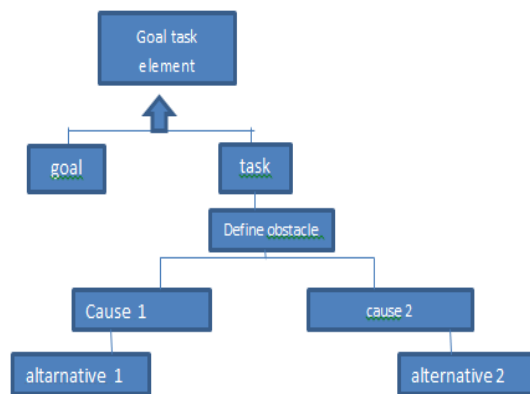 Goal task
element
goal
task
Define obstacle
Cause 1
cause 2
altarnative 1
alternative 2